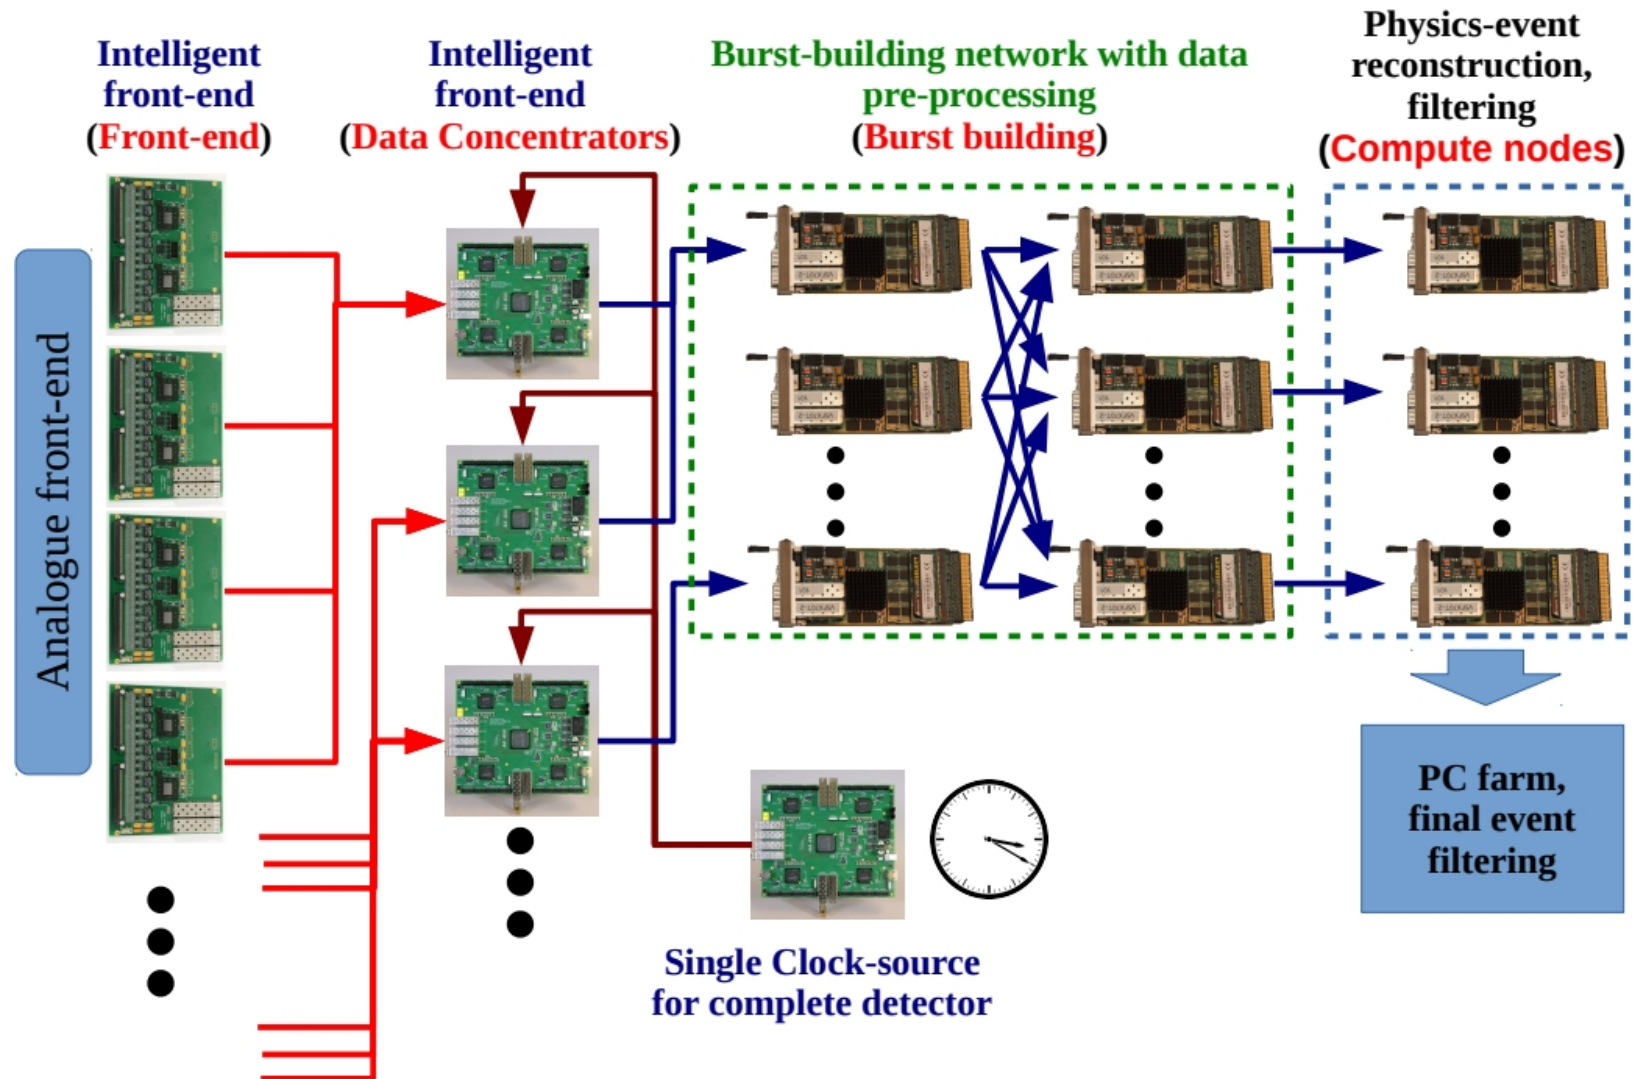 Intelligent
front-end
(Front-end)
Intelligent
front-end
(Data Concentrators)
Burst-building network with data
pre-processing
(Burst building)
Physics-event
reconstruction,
filtering
(Compute nodes)
Analogue front-end
Single Clock-source
for complete detector
PC farm,
final event
filtering